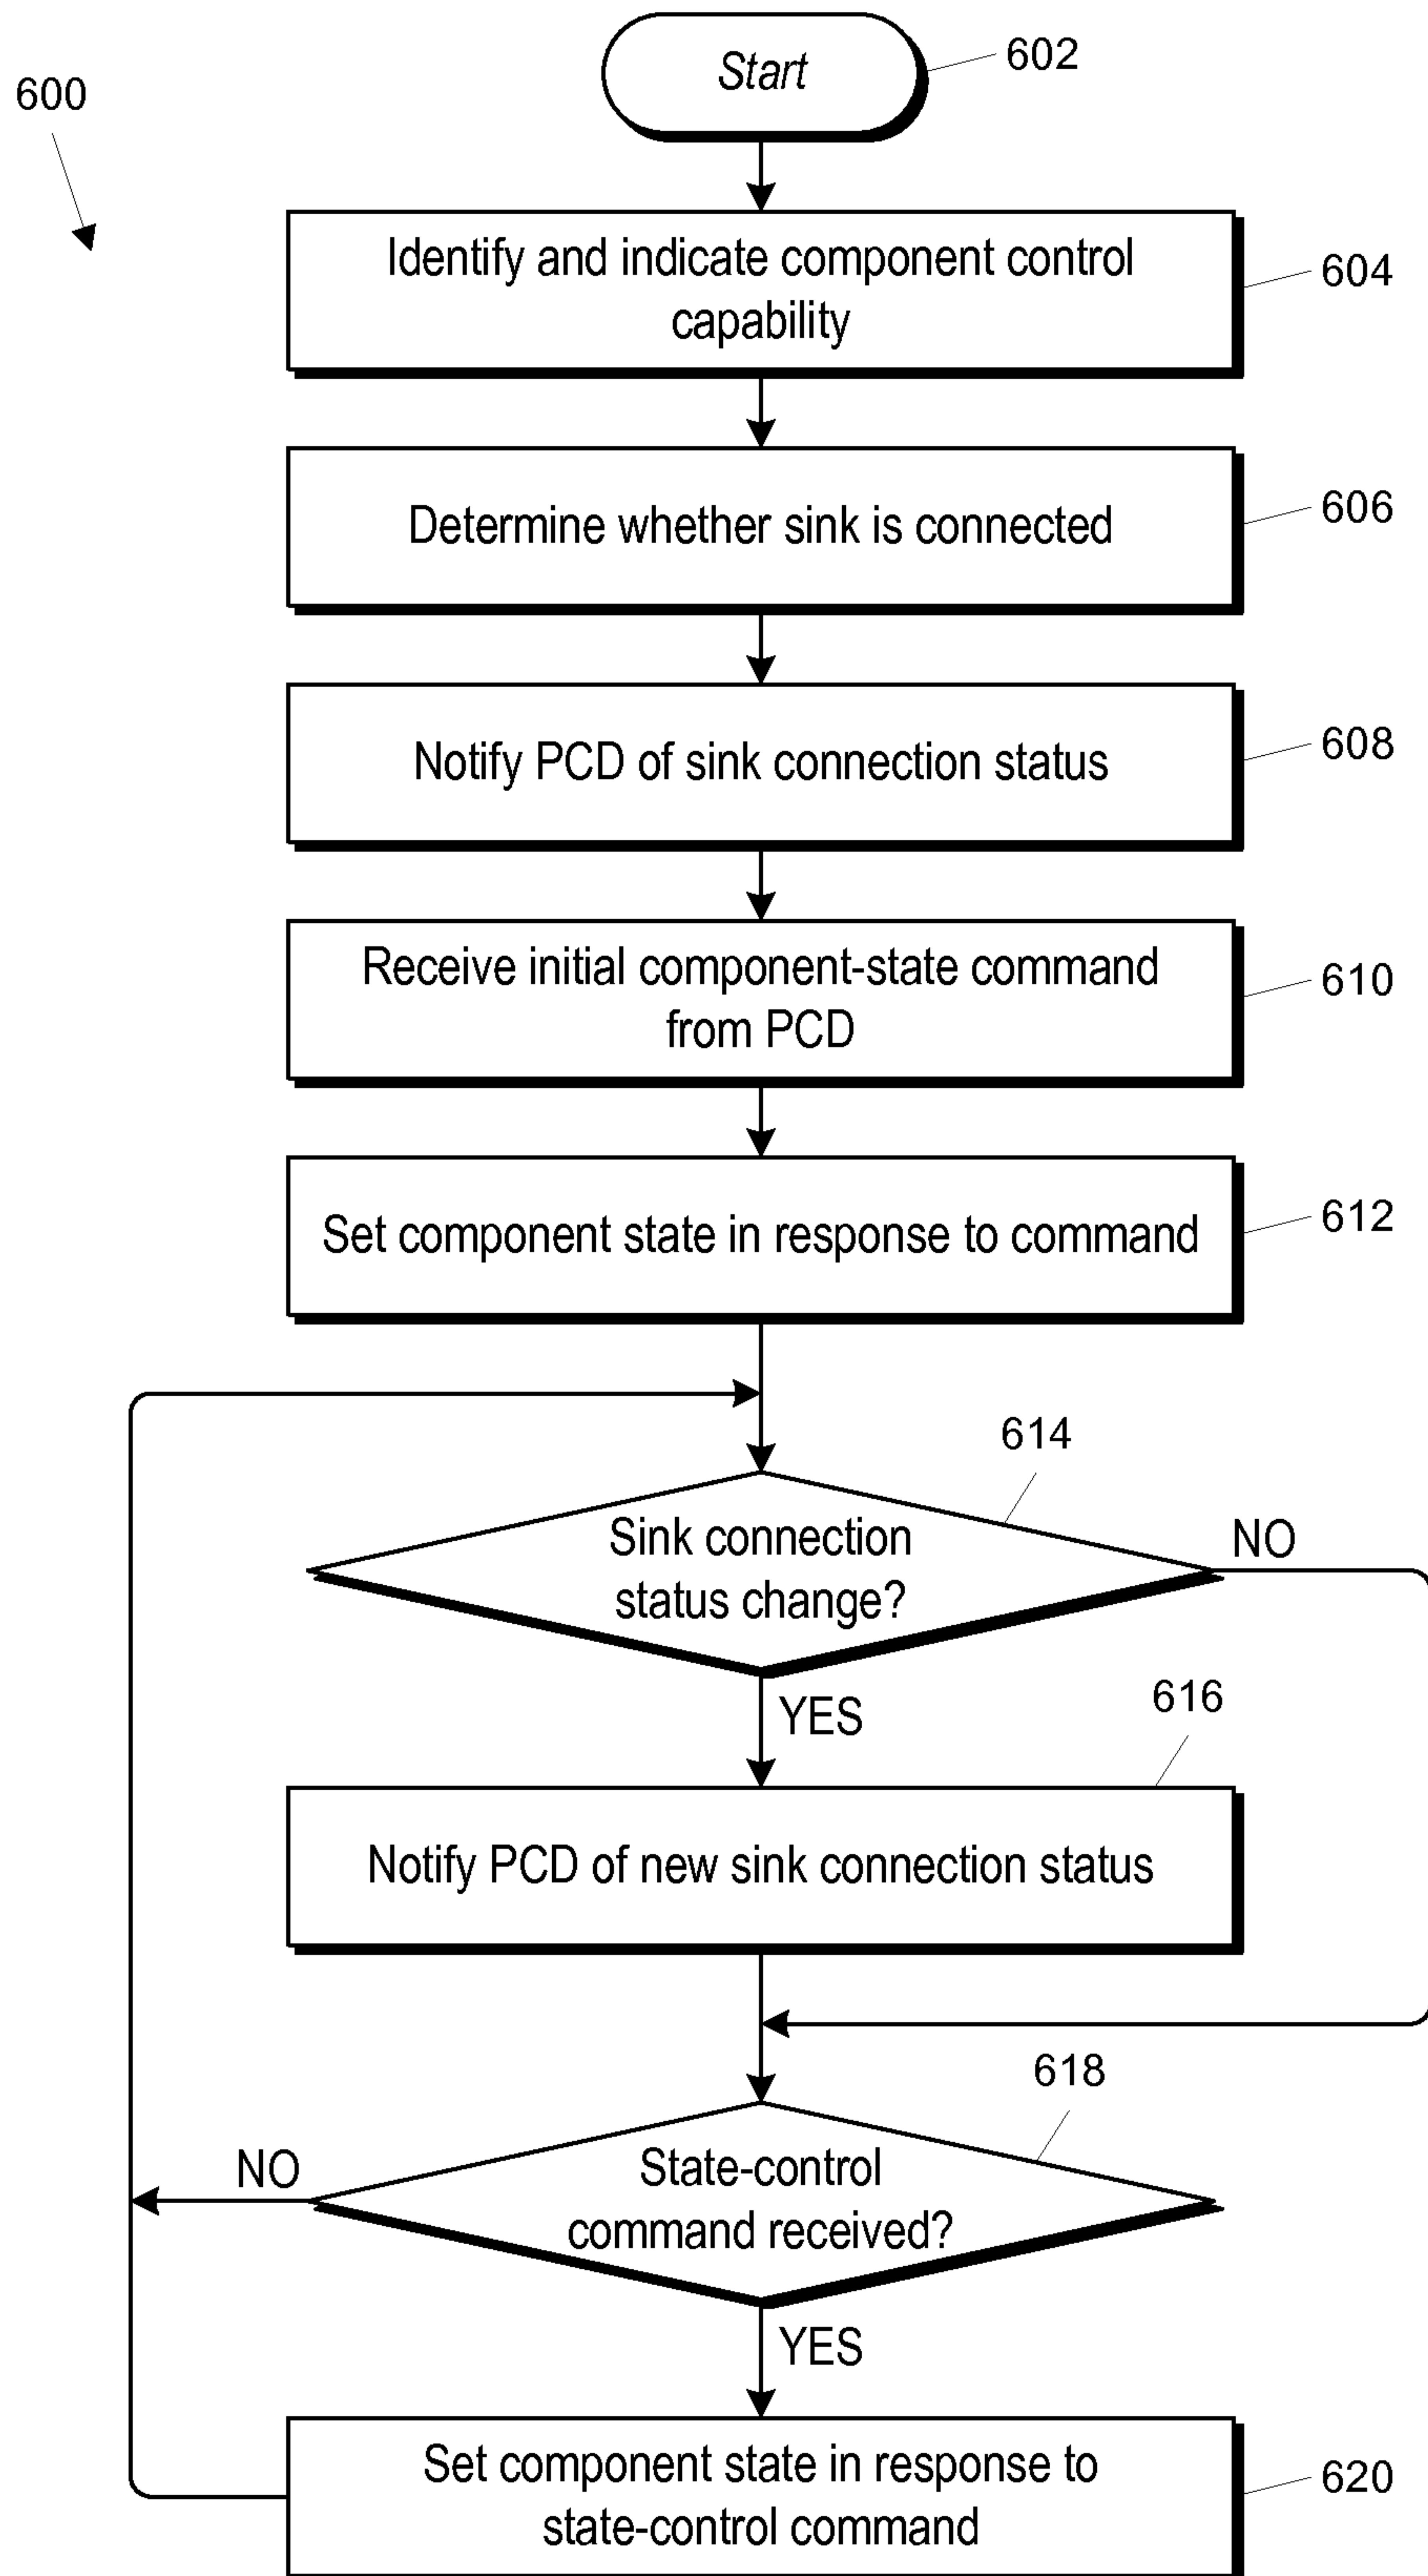 Start
602
600
Identify and indicate component control
capability
604
Determine whether sink is connected
606
Notify PCD of sink connection status
608
Receive initial component-state command
from PCD
610
Set component state in response to command
612
614
Sink connection
status change?
NO
YES
616
Notify PCD of new sink connection status
618
State-control
command received?
NO
YES
Set component state in response to
state-control command
620